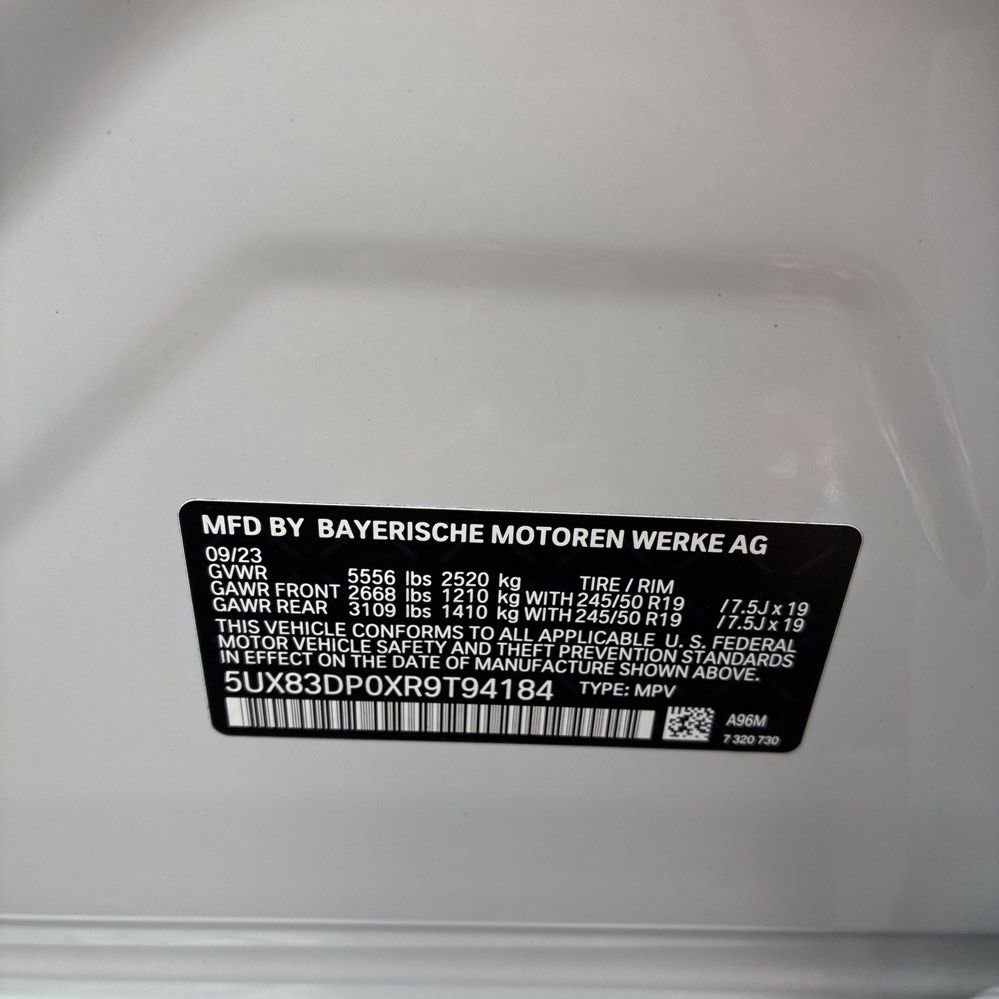 MFD BY BAYERISCHE MOTOREN WERKE AG
09/23
GVWR 5556 lbs 2520 kg TIRE / RIM
GAWR FRONT 2668 lbs 1210 kg WITH 245/50 R19 /7.5J x 19
GAWR REAR 3109 lbs 1410 kg WITH 245/50 R19 /7.5J x 19
THIS VEHICLE CONFORMS TO ALL APPLICABLE U. S. FEDERAL
MOTOR VEHICLE SAFETY AND THEFT PREVENTION STANDARDS
IN EFFECT ON THE DATE OF MANUFACTURE SHOWN ABOVE.
5UX83DP0XR9T94184 TYPE: MPV
A96M
7 320 730